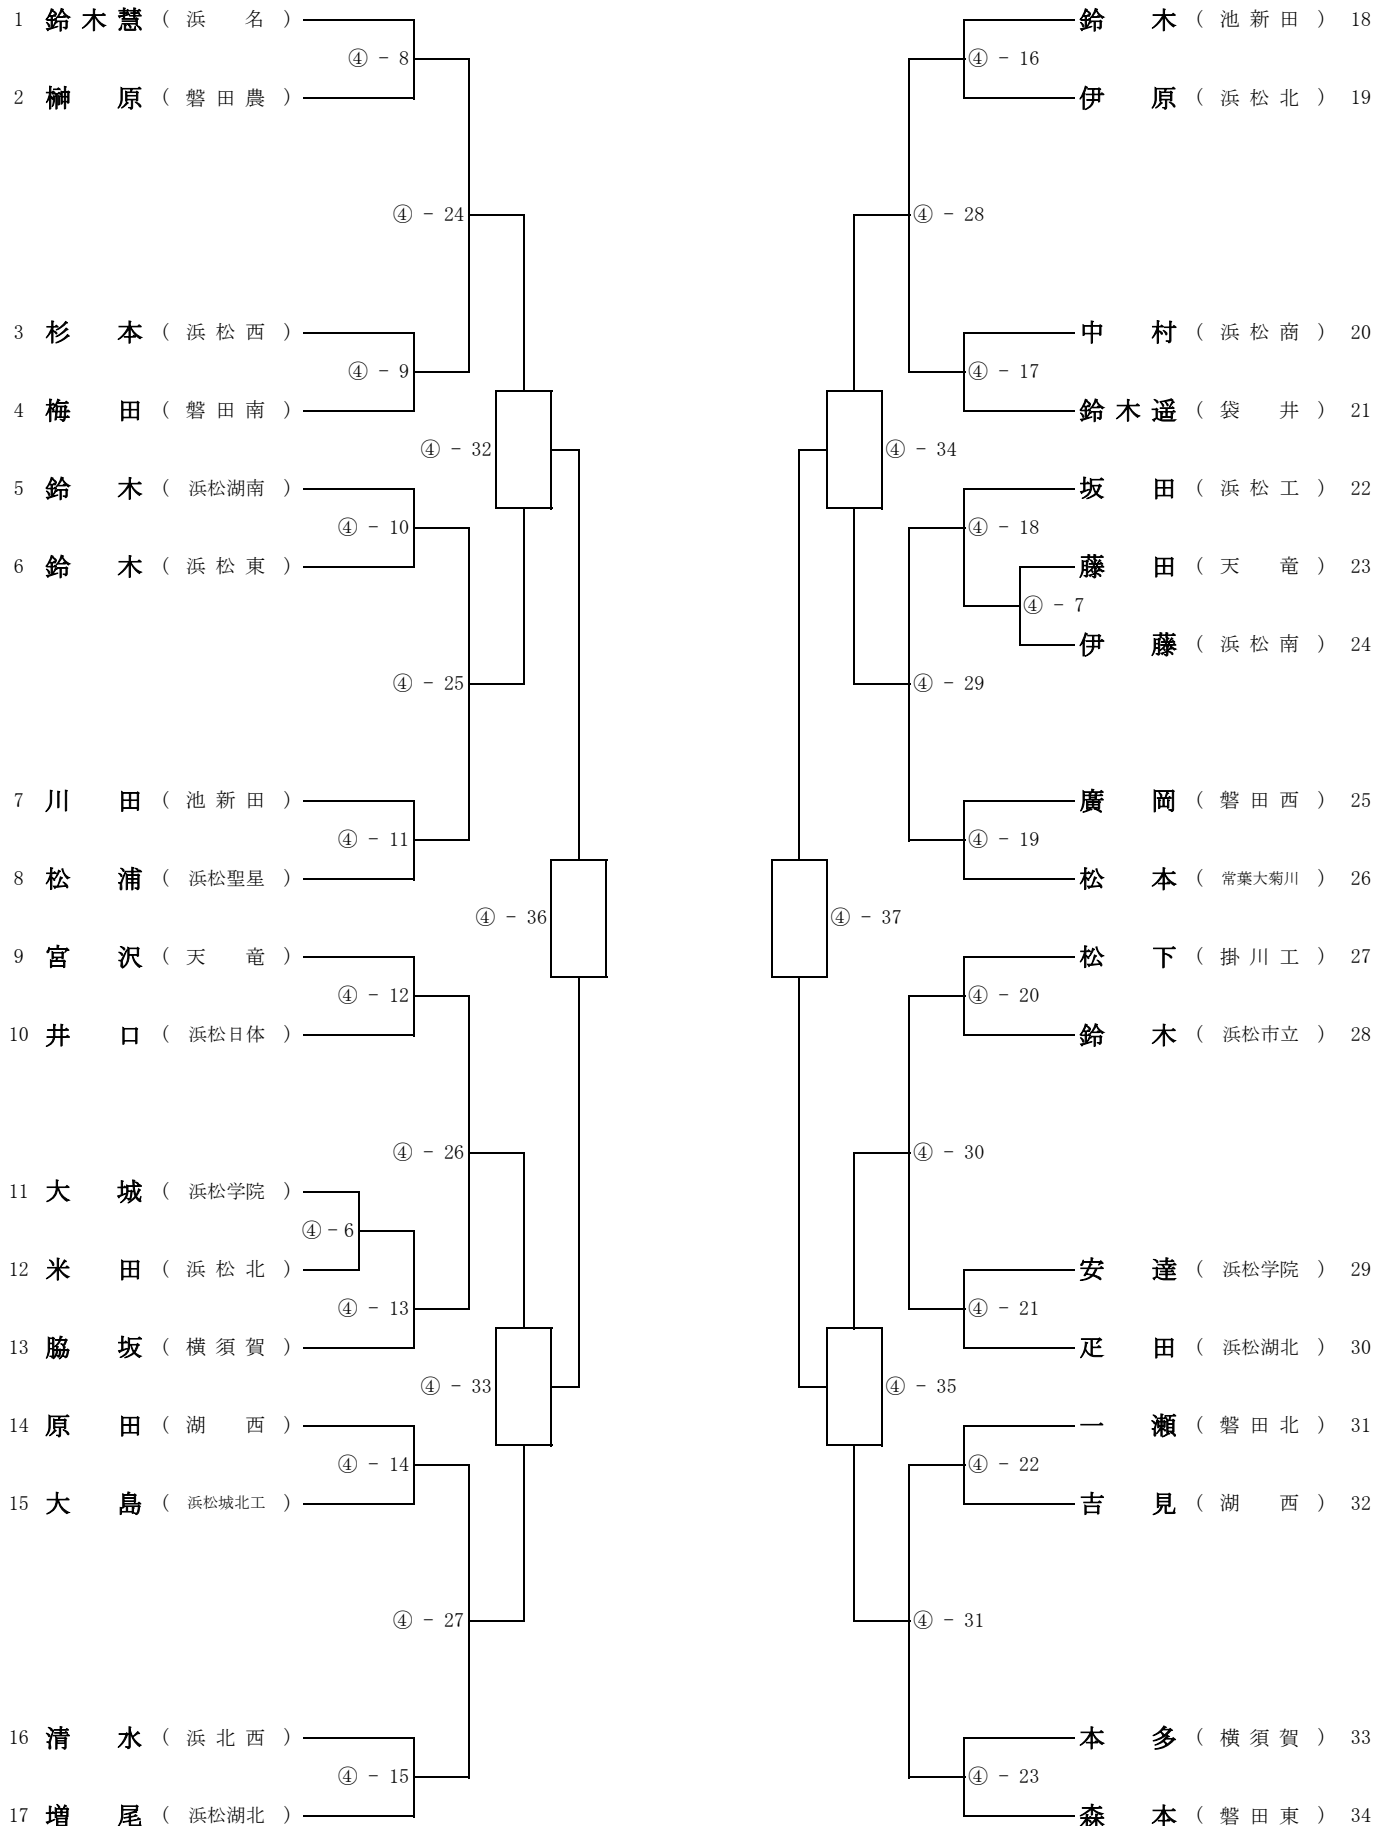 1 鈴木慧 ( 浜 名 )
④ - 8
2 榊 原 ( 磐田農 )
④ - 24
3 杉 本 ( 浜松西 )
④ - 9
4 梅 田 ( 磐田南 )
④ - 32
5 鈴 木 ( 浜松湖南 )
④ - 10
6 鈴 木 ( 浜松東 )
④ - 25
7 川 田 ( 池新田 )
④ - 11
8 松 浦 ( 浜松聖星 )
④ - 36
9 宮 沢 ( 天 竜 )
④ - 12
10 井 口 ( 浜松日体 )
④ - 26
11 大 城 ( 浜松学院 )
④ - 6
12 米 田 ( 浜松北 )
④ - 13
13 脇 坂 ( 横須賀 )
④ - 33
14 原 田 ( 湖 西 )
④ - 14
15 大 島 ( 浜松城北工 )
④ - 27
16 清 水 ( 浜北西 )
④ - 15
17 増 尾 ( 浜松湖北 )
鈴 木 ( 池新田 ) 18
④ - 16
伊 原 ( 浜松北 ) 19
④ - 28
中 村 ( 浜松商 ) 20
④ - 17
鈴木遥 ( 袋 井 ) 21
④ - 34
坂 田 ( 浜松工 ) 22
④ - 18
藤 田 ( 天 竜 ) 23
④ - 7
伊 藤 ( 浜松南 ) 24
④ - 29
廣 岡 ( 磐田西 ) 25
④ - 19
松 本 ( 常葉大菊川 ) 26
④ - 37
松 下 ( 掛川工 ) 27
④ - 20
鈴 木 ( 浜松市立 ) 28
④ - 30
安 達 ( 浜松学院 ) 29
④ - 21
疋 田 ( 浜松湖北 ) 30
④ - 35
一 瀬 ( 磐田北 ) 31
④ - 22
吉 見 ( 湖 西 ) 32
④ - 31
本 多 ( 横須賀 ) 33
④ - 23
森 本 ( 磐田東 ) 34